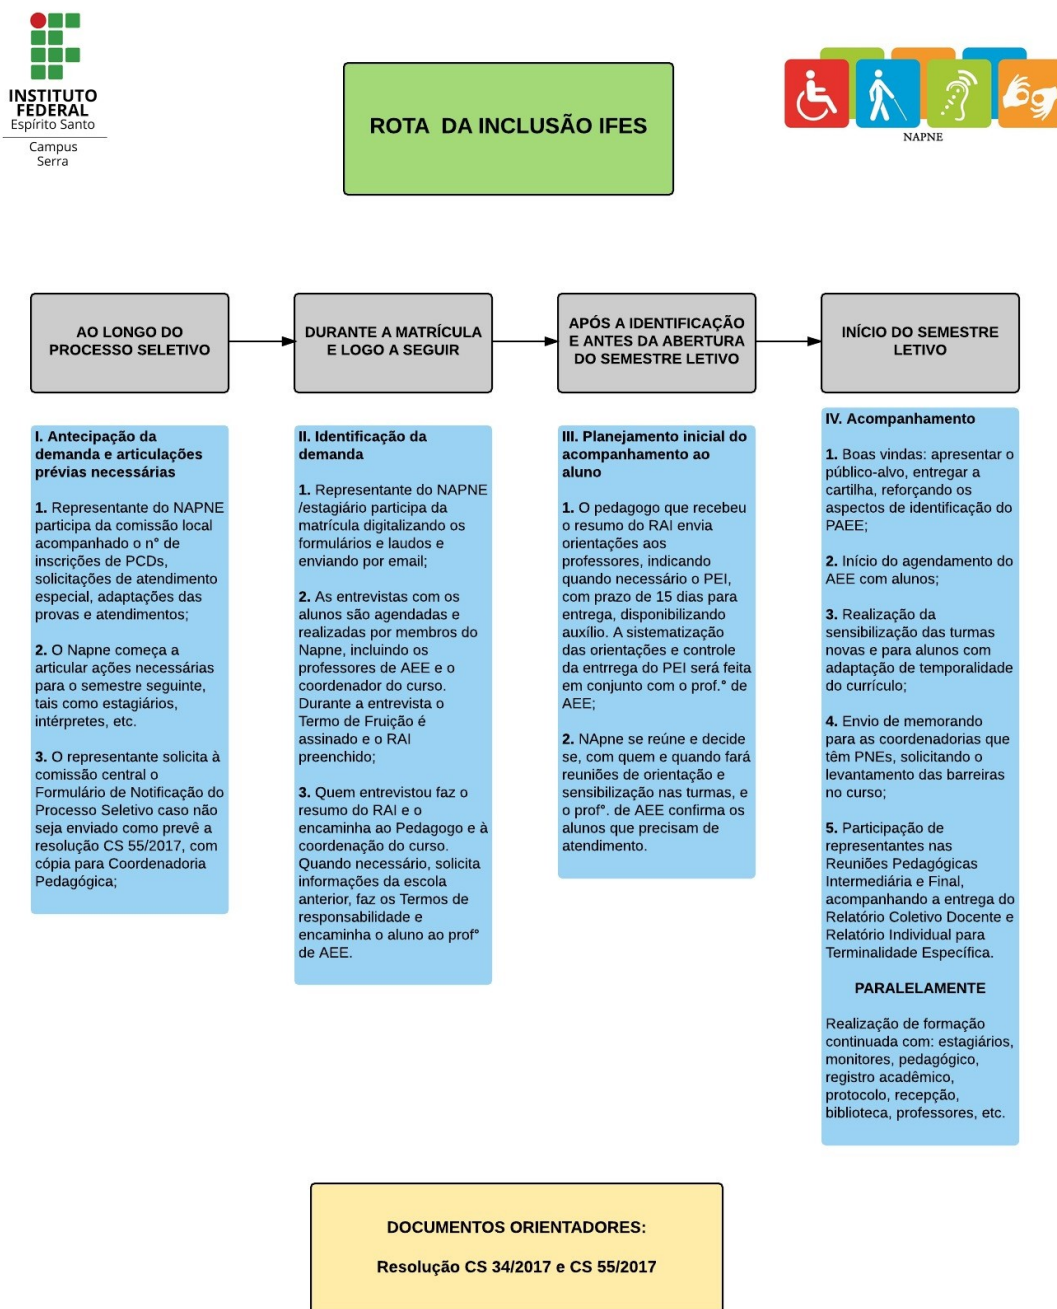 INSTITUTO
FEDERAL
Espírito Santo
Campus
Serra
ROTA DA INCLUSÃO IFES
NAPNE
AO LONGO DO
PROCESSO SELETIVO
DURANTE A MATRÍCULA
E LOGO A SEGUIR
APÓS A IDENTIFICAÇÃO
E ANTES DA ABERTURA
DO SEMESTRE LETIVO
INÍCIO DO SEMESTRE
LETIVO
I. Antecipação da
demanda e articulações
prévias necessárias
1. Representante do NAPNE
participa da comissão local
acompanhado o n° de
inscrições de PCDs,
solicitações de atendimento
especial, adaptações das
provas e atendimentos;
2. O Napne começa a
articular ações necessárias
para o semestre seguinte,
tais como estagiários,
intérpretes, etc.
3. O representante solicita à
comissão central o
Formulário de Notificação do
Processo Seletivo caso não
seja enviado como prevê a
resolução CS 55/2017, com
cópia para Coordenadoria
Pedagógica;
II. Identificação da
demanda
1. Representante do NAPNE
/estagiário participa da
matrícula digitalizando os
formulários e laudos e
enviando por email;
2. As entrevistas com os
alunos são agendadas e
realizadas por membros do
Napne, incluindo os
professores de AEE e o
coordenador do curso.
Durante a entrevista o
Termo de Fruição é
assinado e o RAI
preenchido;
3. Quem entrevistou faz o
resumo do RAI e o
encaminha ao Pedagogo e à
coordenação do curso.
Quando necessário, solicita
informações da escola
anterior, faz os Termos de
responsabilidade e
encaminha o aluno ao prof°
de AEE.
III. Planejamento inicial do
acompanhamento ao
aluno
1. O pedagogo que recebeu
o resumo do RAI envia
orientações aos
professores, indicando
quando necessário o PEI,
com prazo de 15 dias para
entrega, disponibilizando
auxílio. A sistematização
das orientações e controle
da entrrega do PEI será feita
em conjunto com o prof.° de
AEE;
2. NApne se reúne e decide
se, com quem e quando fará
reuniões de orientação e
sensibilização nas turmas, e
o prof°. de AEE confirma os
alunos que precisam de
atendimento.
IV. Acompanhamento
1. Boas vindas: apresentar o
público-alvo, entregar a
cartilha, reforçando os
aspectos de identificação do
PAEE;
2. Início do agendamento do
AEE com alunos;
3. Realização da
sensibilização das turmas
novas e para alunos com
adaptação de temporalidade
do currículo;
4. Envio de memorando
para as coordenadorias que
têm PNEs, solicitando o
levantamento das barreiras
no curso;
5. Participação de
representantes nas
Reuniões Pedagógicas
Intermediária e Final,
acompanhando a entrega do
Relatório Coletivo Docente e
Relatório Individual para
Terminalidade Específica.
PARALELAMENTE
Realização de formação
continuada com: estagiários,
monitores, pedagógico,
registro acadêmico,
protocolo, recepção,
biblioteca, professores, etc.
DOCUMENTOS ORIENTADORES:
Resolução CS 34/2017 e CS 55/2017